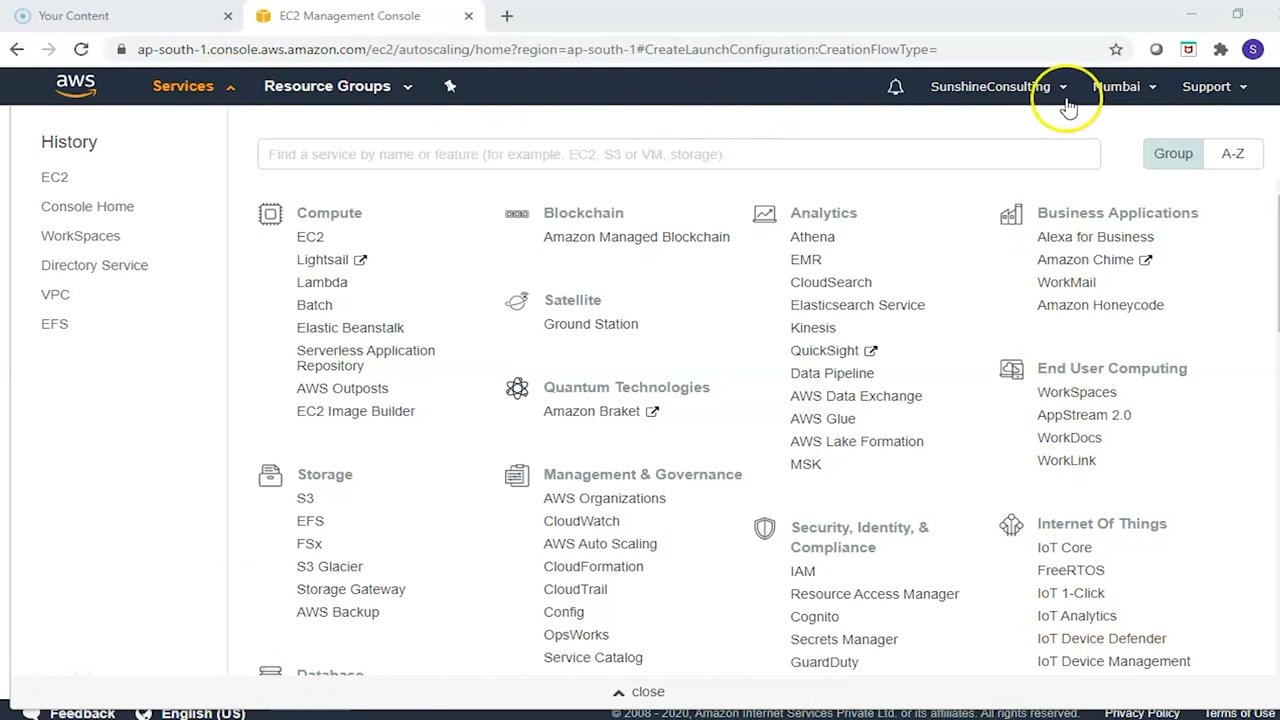 Your Content
EC2 Management Console
ap-south-1.console.aws.amazon.com/ec2/autoscaling/home?region=ap-south-1#CreateLaunchConfiguration:CreationFlowType=
S
aws
Services
Resource Groups
SunshineConsulting
Mumbai
Support
History
EC2
Console Home
WorkSpaces
Directory Service
VPC
EFS
Find a service by name or feature (for example, EC2, S3 or VM, storage).
Group
A-Z
Compute
EC2
Lightsail
Lambda
Batch
Elastic Beanstalk
Serverless Application
Repository
AWS Outposts
EC2 Image Builder
Storage
S3
EFS
FSx
S3 Glacier
Storage Gateway
AWS Backup
Database
Blockchain
Amazon Managed Blockchain
Satellite
Ground Station
Quantum Technologies
Amazon Braket
Management & Governance
AWS Organizations
CloudWatch
AWS Auto Scaling
CloudFormation
CloudTrail
Config
OpsWorks
Service Catalog
Analytics
Athena
EMR
CloudSearch
Elasticsearch Service
Kinesis
QuickSight
Data Pipeline
AWS Data Exchange
AWS Glue
AWS Lake Formation
MSK
Security, Identity, &
Compliance
IAM
Resource Access Manager
Cognito
Secrets Manager
GuardDuty
Business Applications
Alexa for Business
Amazon Chime
WorkMail
Amazon Honeycode
End User Computing
WorkSpaces
AppStream 2.0
WorkDocs
WorkLink
Internet Of Things
IoT Core
FreeRTOS
IoT 1-Click
IoT Analytics
IoT Device Defender
IoT Device Management
close
Feedback
English (US)
© 2008 - 2020, Amazon Internet Services Private Ltd. or its affiliates. All rights reserved.
Privacy Policy
Terms of Use